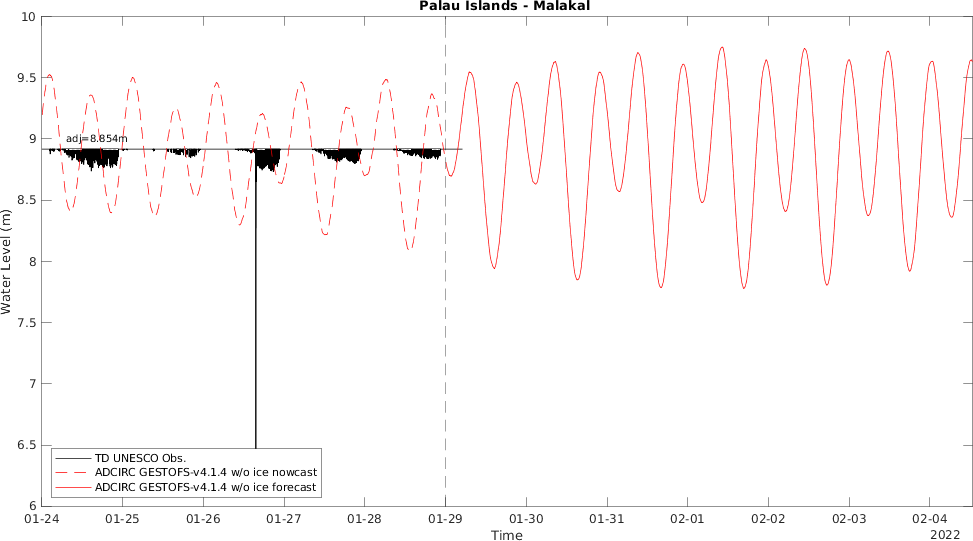 Palau Islands - Malakal
10
9.5
9
8.5
8
7.5
7
6.5
6
Water Level (m)
adj=8.854m
TD UNESCO Obs.
ADCIRC GESTOFS-v4.1.4 w/o ice nowcast
ADCIRC GESTOFS-v4.1.4 w/o ice forecast
01-24 01-25 01-26 01-27 01-28 01-29 01-30 01-31 02-01 02-02 02-03 02-04
Time
2022